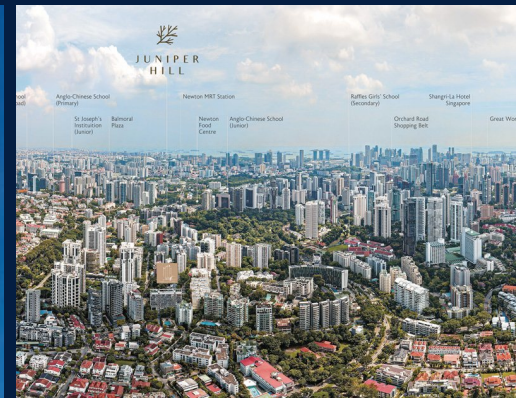 JUNIPER
HILL
Anglo-Chinese School
(Primary)
Newton MRT Station
Raffles Girls' School
(Secondary)
Shangri-La Hotel
Singapore
St Joseph's
Instituition
(Junior)
Balmoral
Plaza
Newton
Food
Centre
Anglo-Chinese School
(Junior)
Orchard Road
Shopping Belt